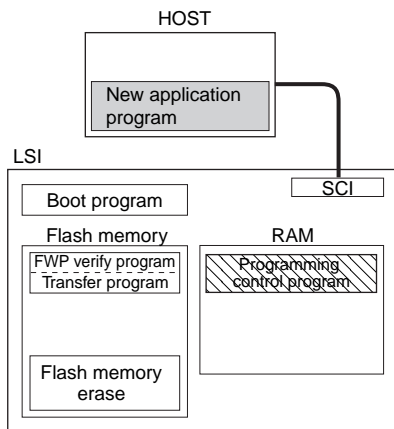 HOST
New application
program
LSI
SCI
Boot program
Flash memory
FWP verify program
Transfer program
Flash memory
erase
RAM
Programming
control program